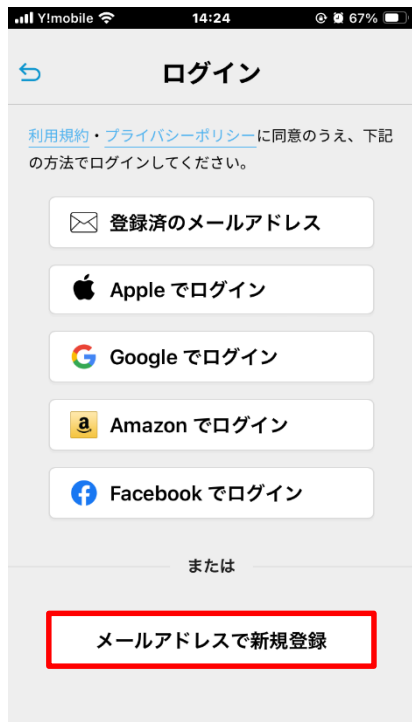 Y!mobile 14:24 67%
ログイン
利用規約・プライバシーポリシーに同意のうえ、下記
の方法でログインしてください。
登録済のメールアドレス
Apple でログイン
Google でログイン
Amazon でログイン
Facebook でログイン
または
メールアドレスで新規登録